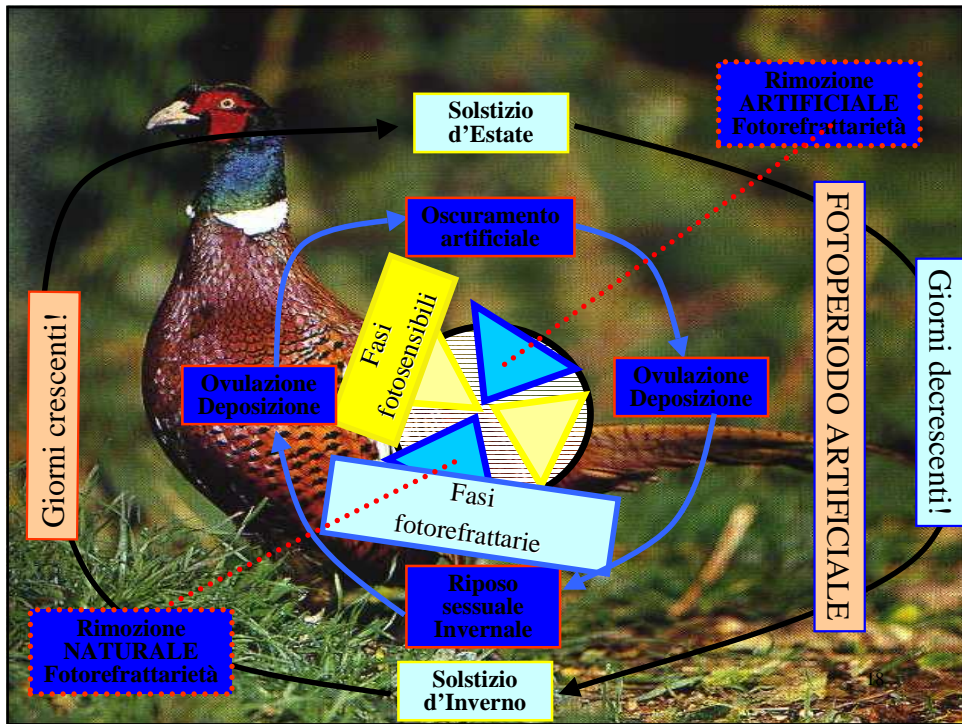 Rimozione
ARTIFICIALE
Fotorefrattarietà
Solstizio
d'Estate
Oscuramento
artificiale
FOTOPERIODO ARTIFICIALE
Giorni decrescenti!
Giorni crescenti!
Fasi
fotosensibili
Ovulazione
Deposizione
Ovulazione
Deposizione
Fasi
fotorefrattarie
Riposo
sessuale
Invernale
Rimozione
NATURALE
Fotorefrattarietà
Solstizio
d'Inverno
18